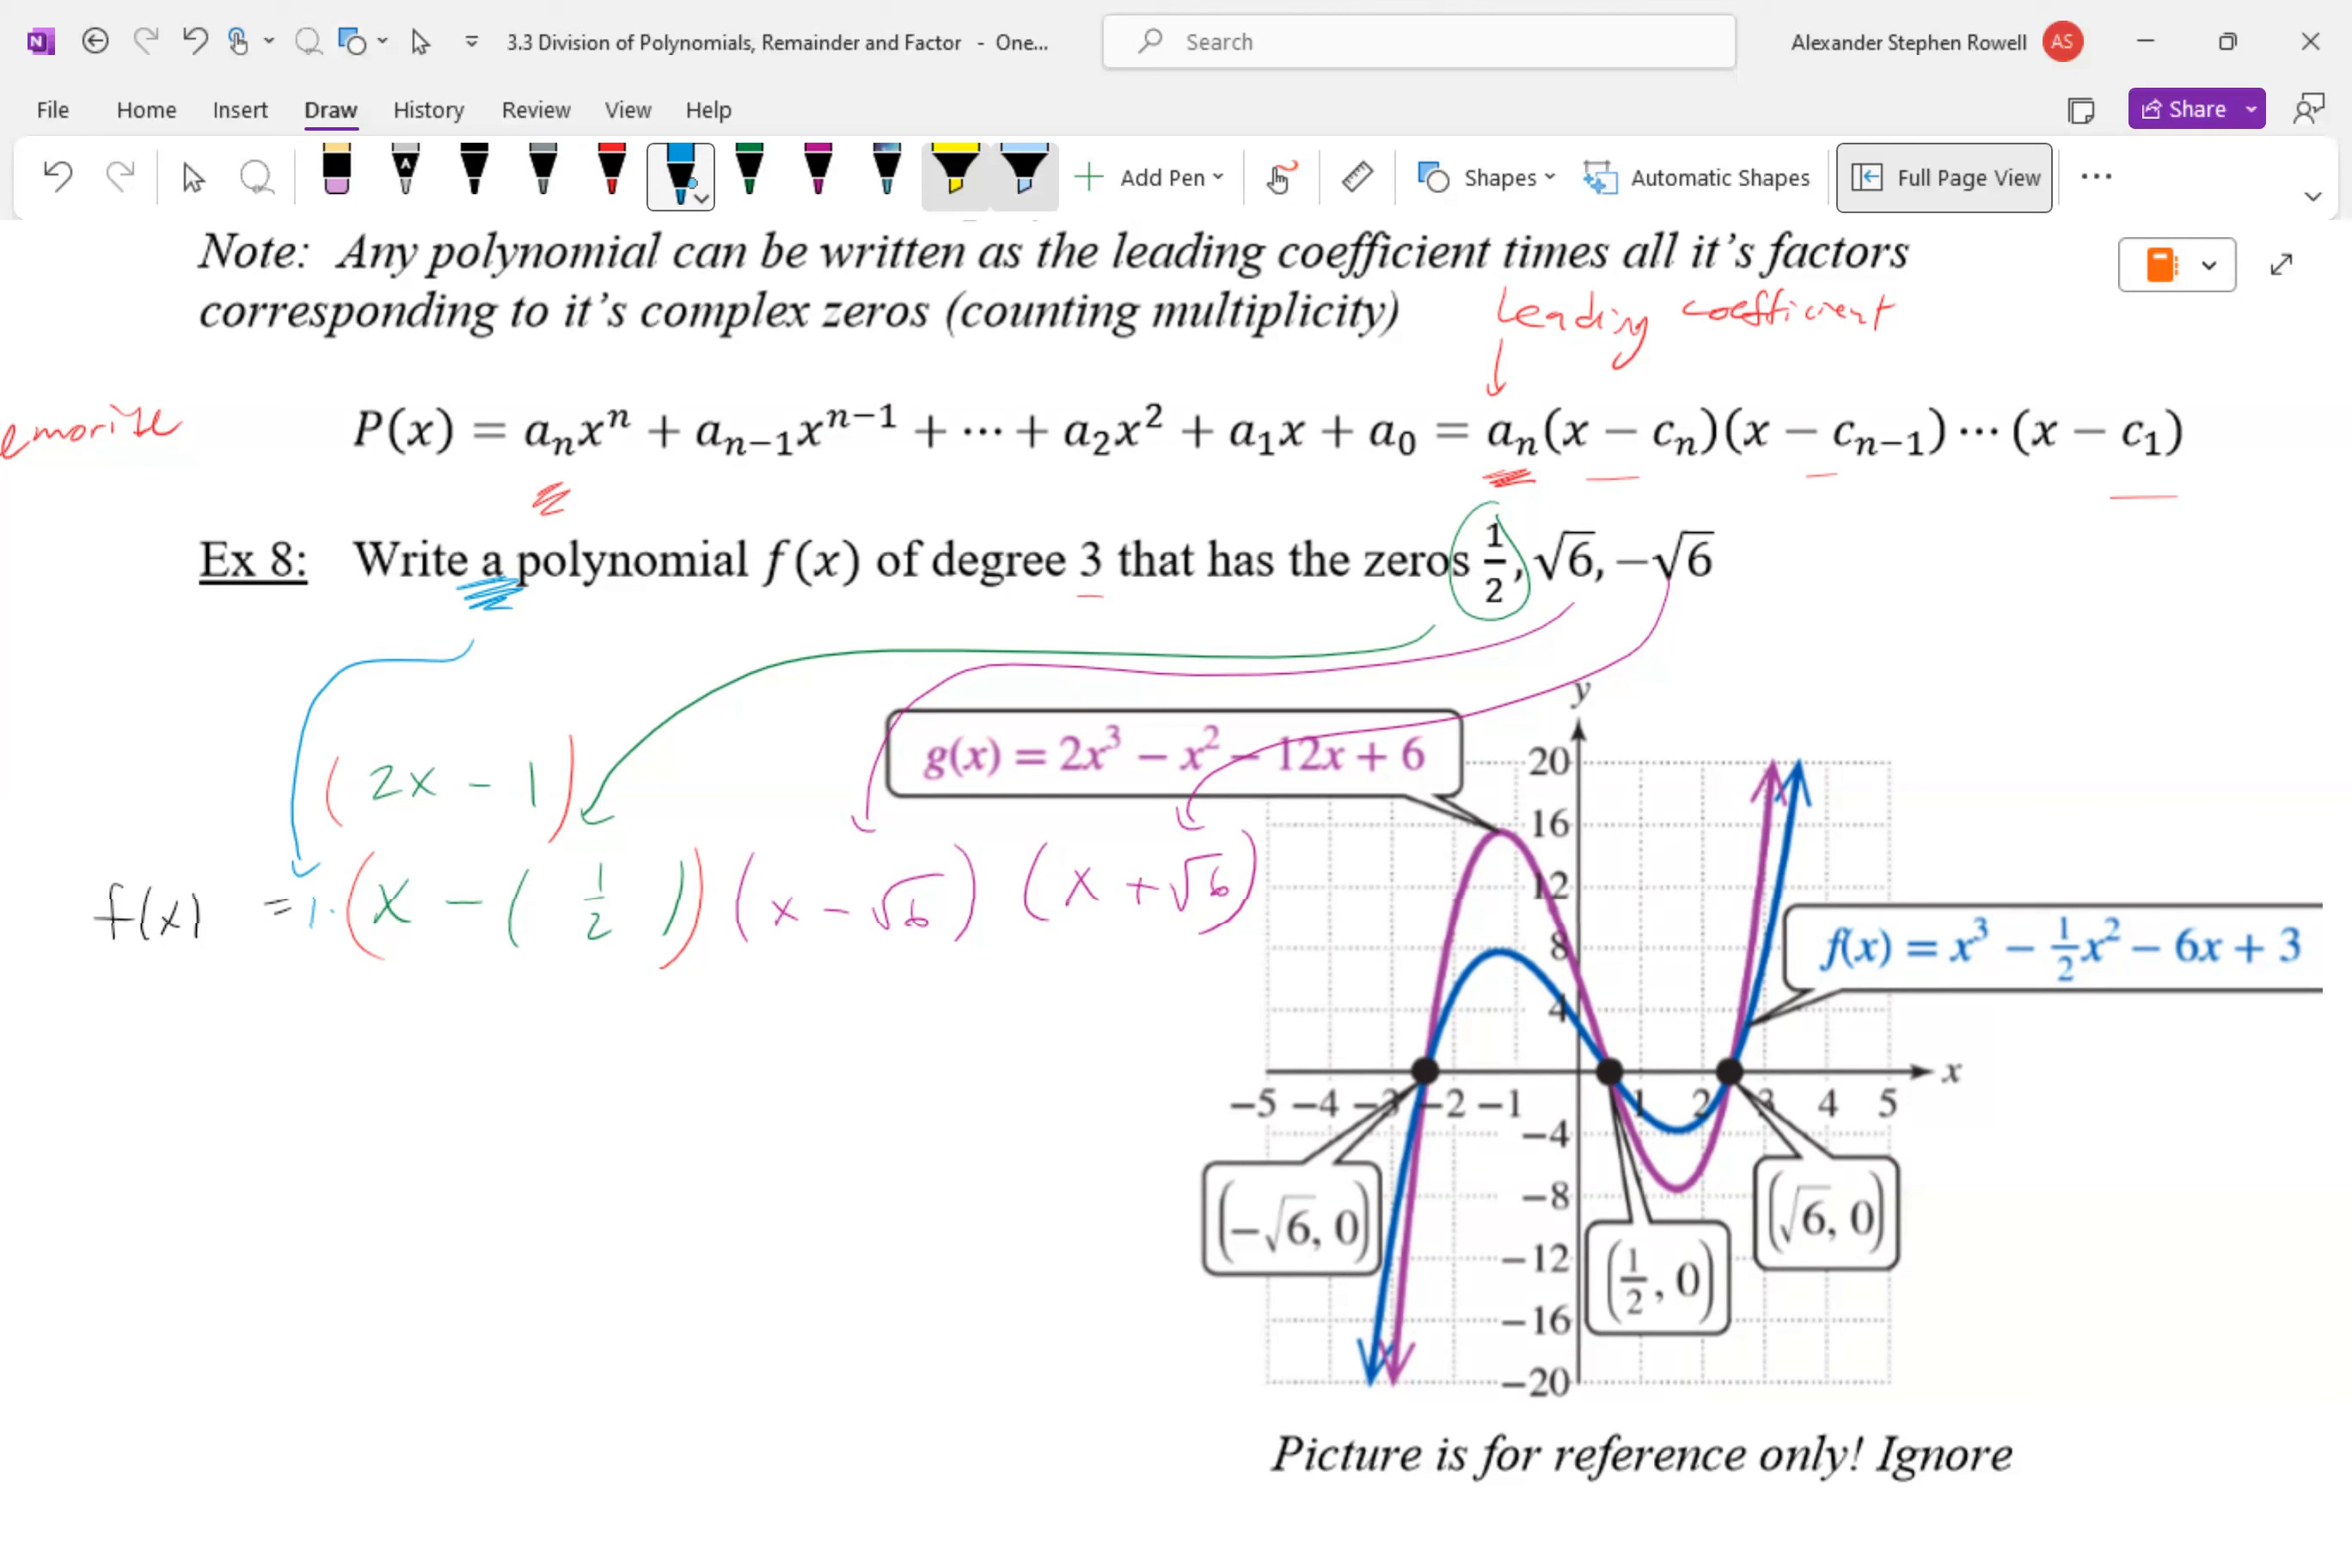 3.3 Division of Polynomials, Remainder and Factor - One...
Search
Alexander Stephen Rowell
AS
File Home Insert Draw History Review View Help
Share
Add Pen
Shapes
Automatic Shapes
Full Page View
Note: Any polynomial can be written as the leading coefficient times all it's factors
corresponding to it's complex zeros (counting multiplicity)
leading coefficient
emorize
P(x) = aₙxⁿ + aₙ₋₁xⁿ⁻¹ + ⋯ + a₂x² + a₁x + a₀ = aₙ(x − cₙ)(x − cₙ₋₁) ⋯ (x − c₁)
Ex 8: Write a polynomial f(x) of degree 3 that has the zeros 1/2, √6, −√6
(2x − 1)
f(x) = 1·(x − (1/2))(x − √6)(x + √6)
g(x) = 2x³ − x² − 12x + 6
f(x) = x³ − 1/2x² − 6x + 3
y
20
16
12
8
4
x
−5 −4 −3 −2 −1 1 2 3 4 5
−4
−8
−12
−16
−20
(−√6, 0)
(1/2, 0)
(√6, 0)
Picture is for reference only! Ignore